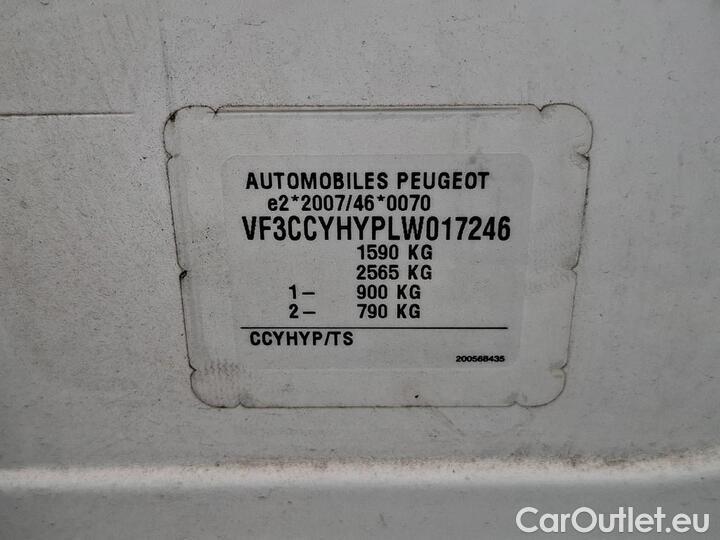 AUTOMOBILES PEUGEOT
e2*2007/46*0070
VF3CCYHYPLW017246
1590 KG
2565 KG
1- 900 KG
2- 790 KG
CCYHYP/TS
200568435
CarOutlet.eu